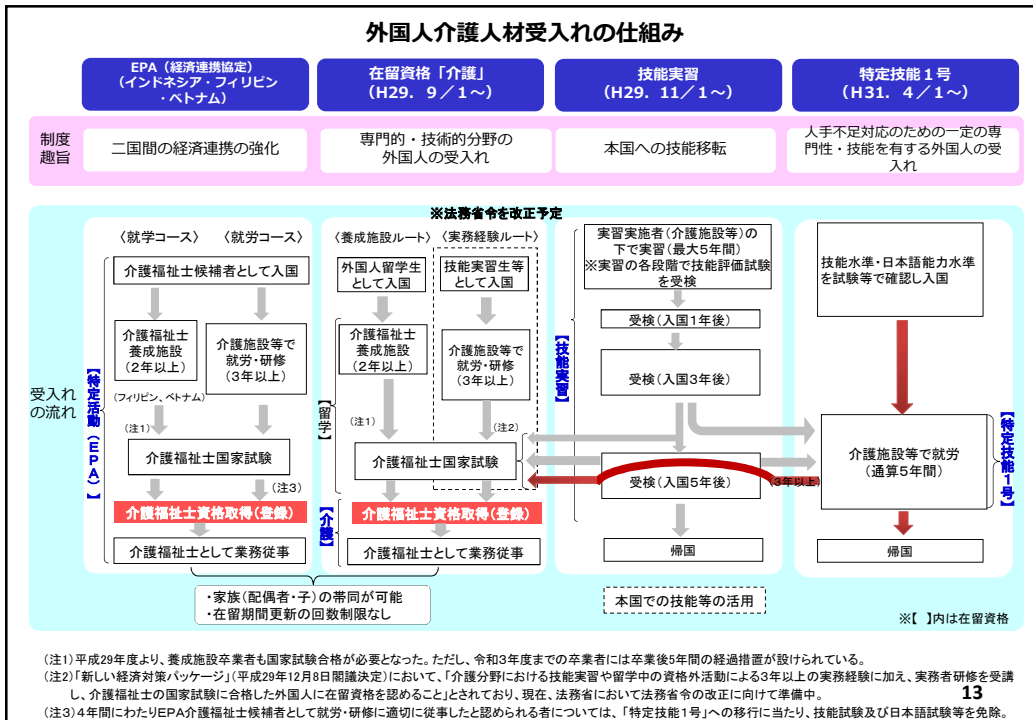 外国人介護人材受入れの仕組み
EPA（経済連携協定）
（インドネシア・フィリピン
・ベトナム）
在留資格「介護」
（H29．9／1～）
技能実習
（H29．11／1～）
特定技能１号
（H31．4／1～）
制度
趣旨
二国間の経済連携の強化
専門的・技術的分野の
外国人の受入れ
本国への技能移転
人手不足対応のための一定の専
門性・技能を有する外国人の受
入れ
受入れ
の流れ
※法務省令を改正予定
〈就学コース〉
〈就労コース〉
介護福祉士候補者として入国
介護福祉士
養成施設
（2年以上）
介護施設等で
就労・研修
（3年以上）
（フィリピン、ベトナム）
（注1）
介護福祉士国家試験
（注3）
介護福祉士資格取得（登録）
介護福祉士として業務従事
【特定活動（EPA）】
〈養成施設ルート〉
〈実務経験ルート〉
外国人留学生
として入国
技能実習生等
として入国
介護福祉士
養成施設
（2年以上）
介護施設等で
就労・研修
（3年以上）
【留学】
（注1）
（注2）
介護福祉士国家試験
【介護】
介護福祉士資格取得（登録）
介護福祉士として業務従事
・家族（配偶者・子）の帯同が可能
・在留期間更新の回数制限なし
実習実施者（介護施設等）の
下で実習（最大5年間）
※実習の各段階で技能評価試験
を受検
受検（入国1年後）
受検（入国3年後）
【技能実習】
受検（入国5年後）
（3年以上）
帰国
本国での技能等の活用
技能水準・日本語能力水準
を試験等で確認し入国
介護施設等で就労
（通算5年間）
【特定技能1号】
帰国
※【　】内は在留資格
（注1）平成29年度より、養成施設卒業者も国家試験合格が必要となった。ただし、令和3年度までの卒業者には卒業後5年間の経過措置が設けられている。
（注2）「新しい経済対策パッケージ」（平成29年12月8日閣議決定）において、「介護分野における技能実習や留学中の資格外活動による3年以上の実務経験に加え、実務者研修を受講
し、介護福祉士の国家試験に合格した外国人に在留資格を認めること」とされており、現在、法務省において法務省令の改正に向けて準備中。
（注3）4年間にわたりEPA介護福祉士候補者として就労・研修に適切に従事したと認められる者については、「特定技能1号」への移行に当たり、技能試験及び日本語試験等を免除。
13